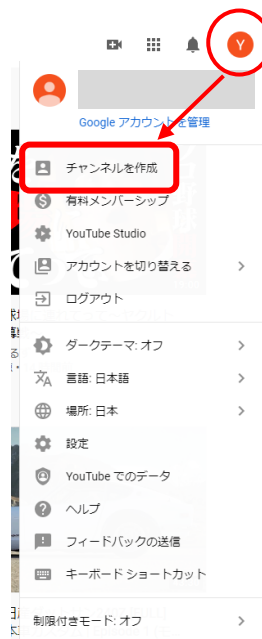 Y
Google アカウントを管理
チャンネルを作成
有料メンバーシップ
YouTube Studio
アカウントを切り替える
ログアウト
ダークテーマ: オフ
言語: 日本語
場所: 日本
設定
YouTube でのデータ
ヘルプ
フィードバックの送信
キーボード ショートカット
制限付きモード: オフ